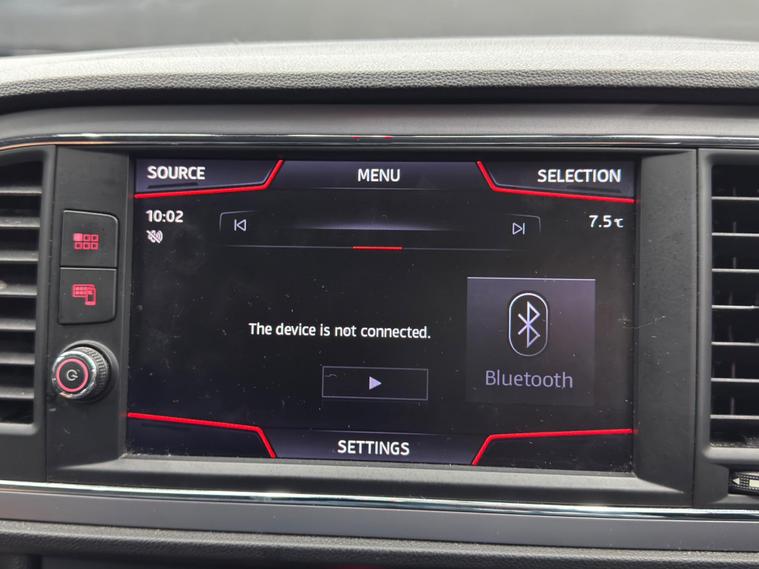 SOURCE MENU SELECTION
10:02 7.5℃
The device is not connected.
Bluetooth
SETTINGS